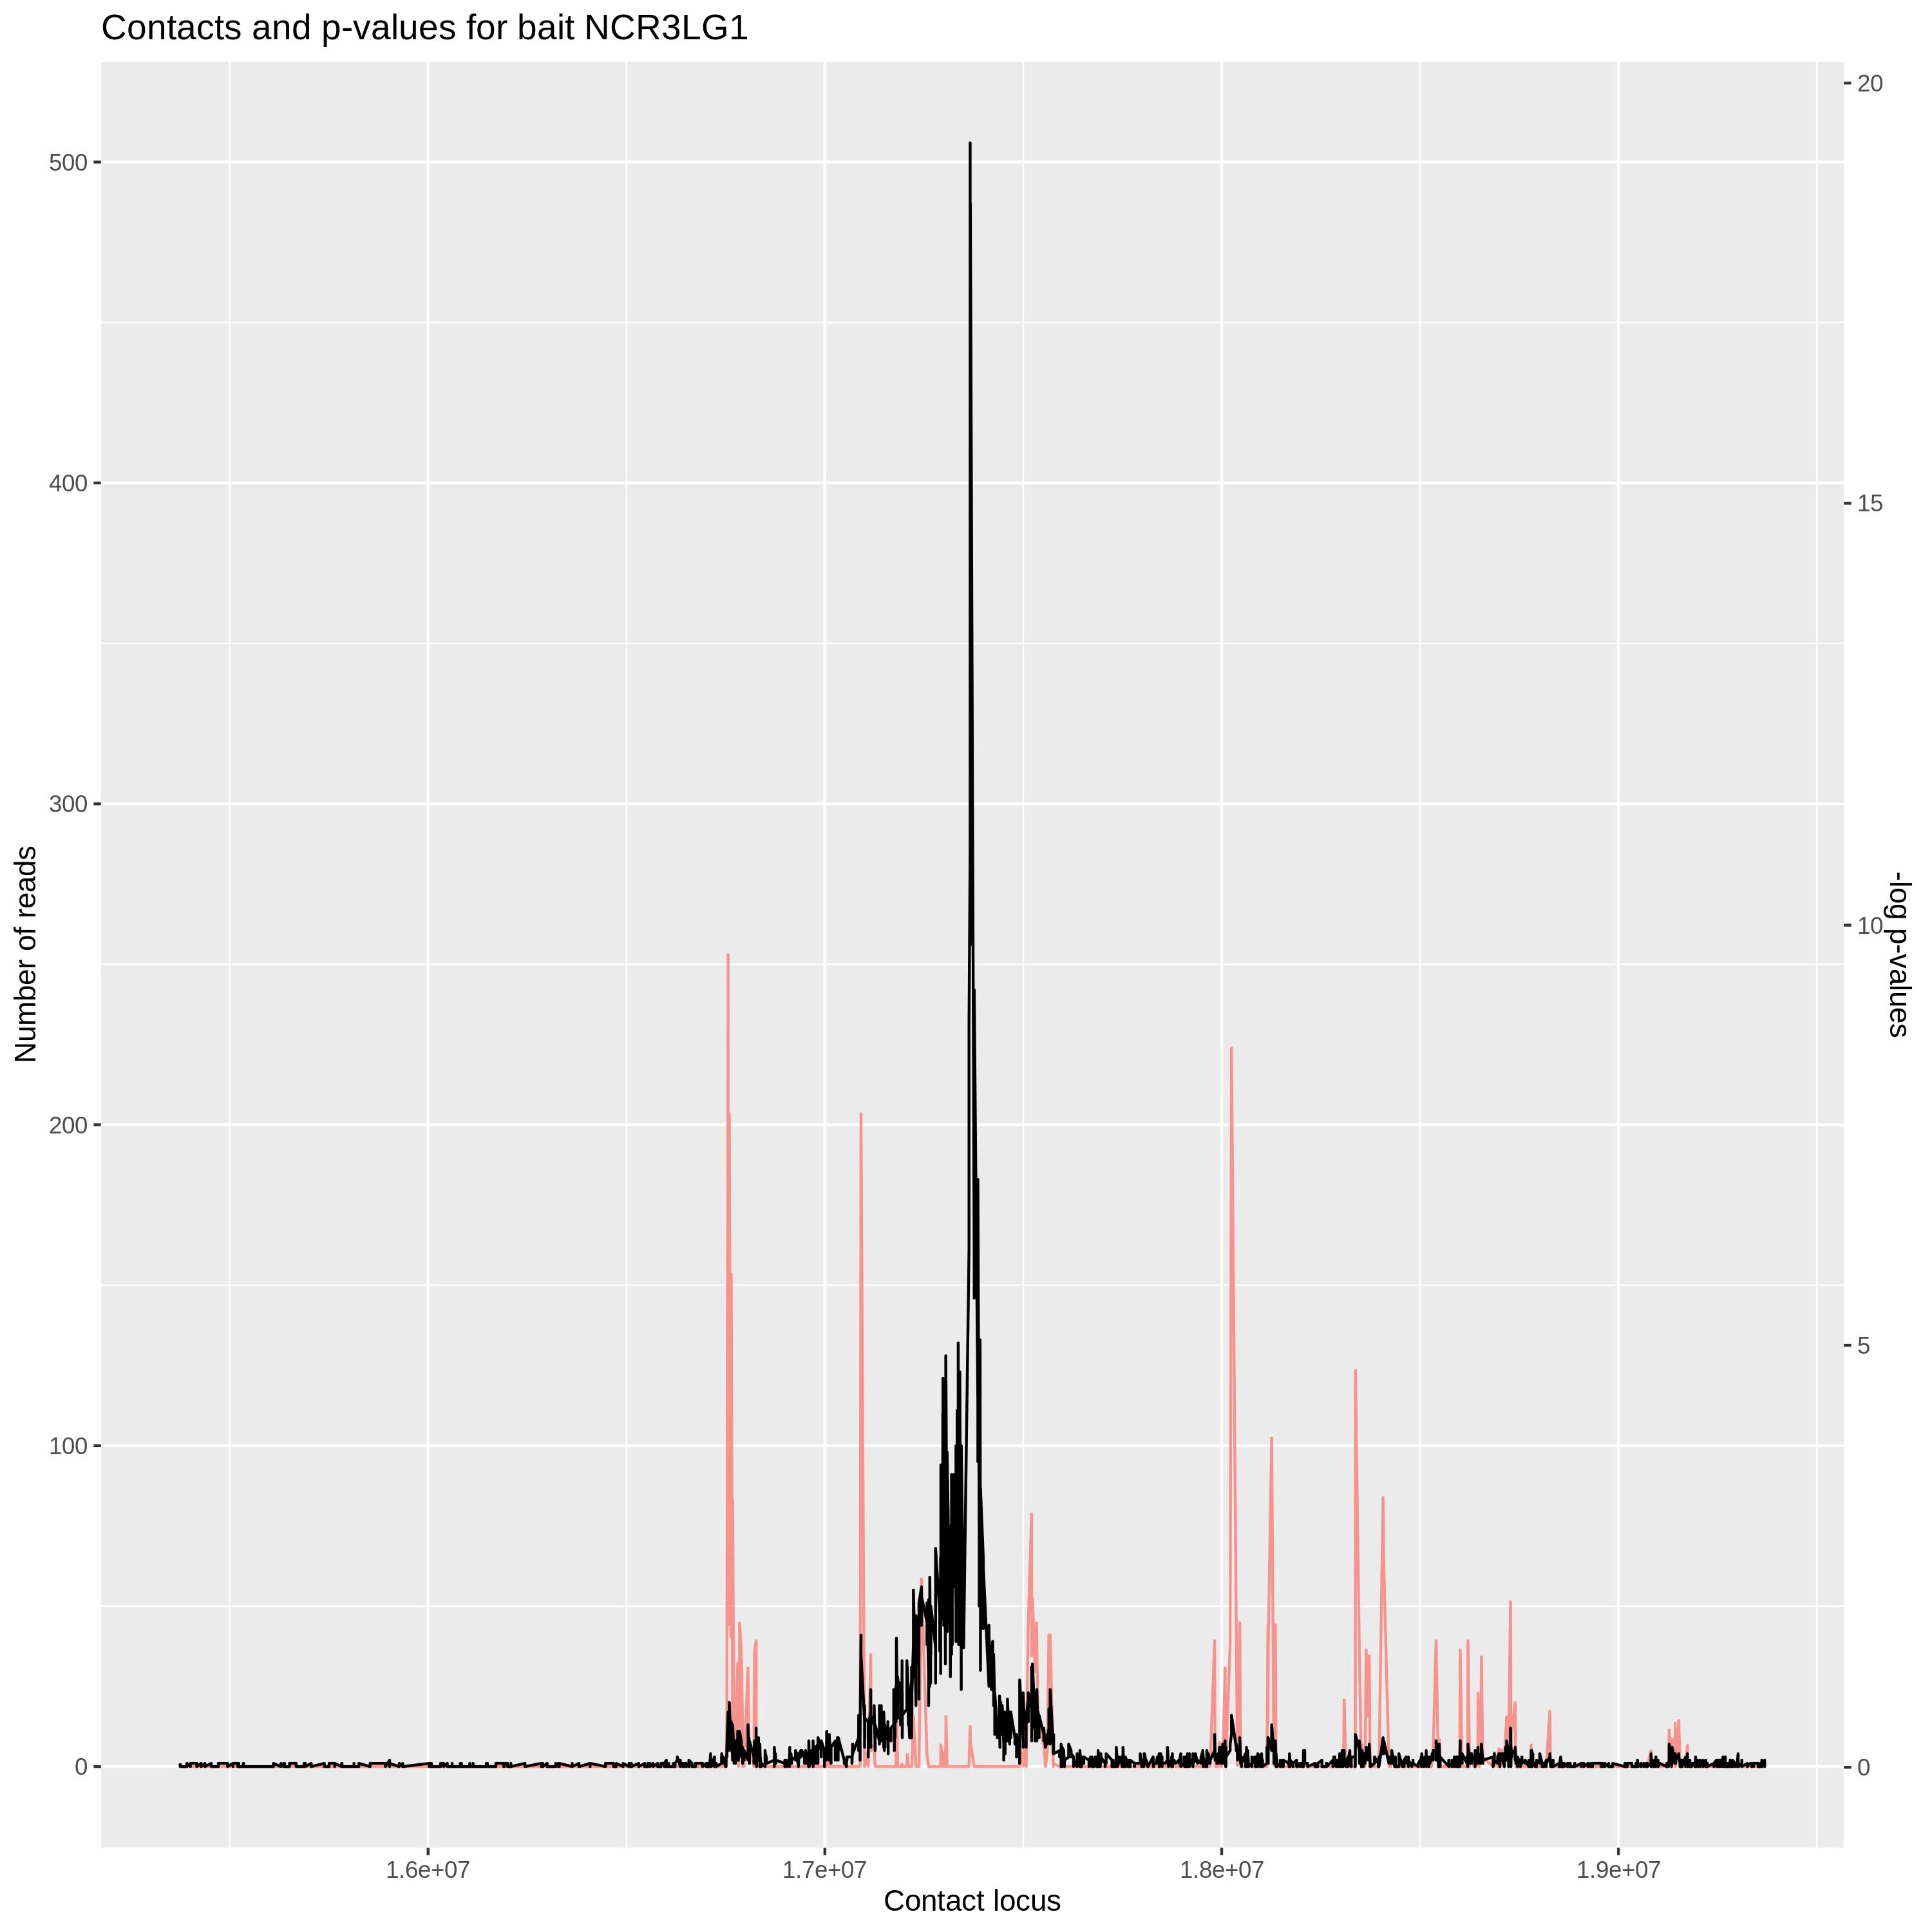 Contacts and p-values for bait NCR3LG1
Number of reads
500
400
300
200
100
0
20
15
10
5
0
-log p-values
1.6e+07
1.7e+07
1.8e+07
1.9e+07
Contact locus